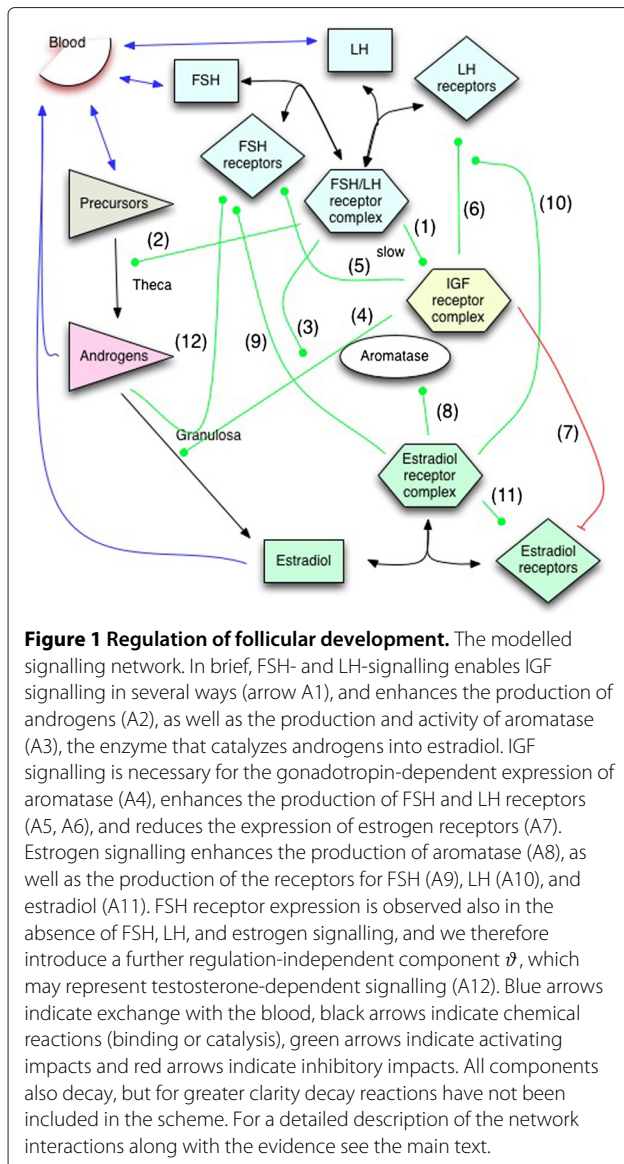 Blood
LH
LH
receptors
FSH
FSH
receptors
FSH/LH
receptor
complex
Precursors
(1)
(6)
(10)
(2)
slow
Theca
(5)
IGF
receptor
complex
(4)
(3)
(9)
(12)
Androgens
Aromatase
(8)
(7)
Granulosa
Estradiol
receptor
complex
(11)
Estradiol
Estradiol
receptors
Figure 1 Regulation of follicular development. The modelled
signalling network. In brief, FSH- and LH-signalling enables IGF
signalling in several ways (arrow A1), and enhances the production of
androgens (A2), as well as the production and activity of aromatase
(A3), the enzyme that catalyzes androgens into estradiol. IGF
signalling is necessary for the gonadotropin-dependent expression of
aromatase (A4), enhances the production of FSH and LH receptors
(A5, A6), and reduces the expression of estrogen receptors (A7).
Estrogen signalling enhances the production of aromatase (A8), as
well as the production of the receptors for FSH (A9), LH (A10), and
estradiol (A11). FSH receptor expression is observed also in the
absence of FSH, LH, and estrogen signalling, and we therefore
introduce a further regulation-independent component ϑ, which
may represent testosterone-dependent signalling (A12). Blue arrows
indicate exchange with the blood, black arrows indicate chemical
reactions (binding or catalysis), green arrows indicate activating
impacts and red arrows indicate inhibitory impacts. All components
also decay, but for greater clarity decay reactions have not been
included in the scheme. For a detailed description of the network
interactions along with the evidence see the main text.